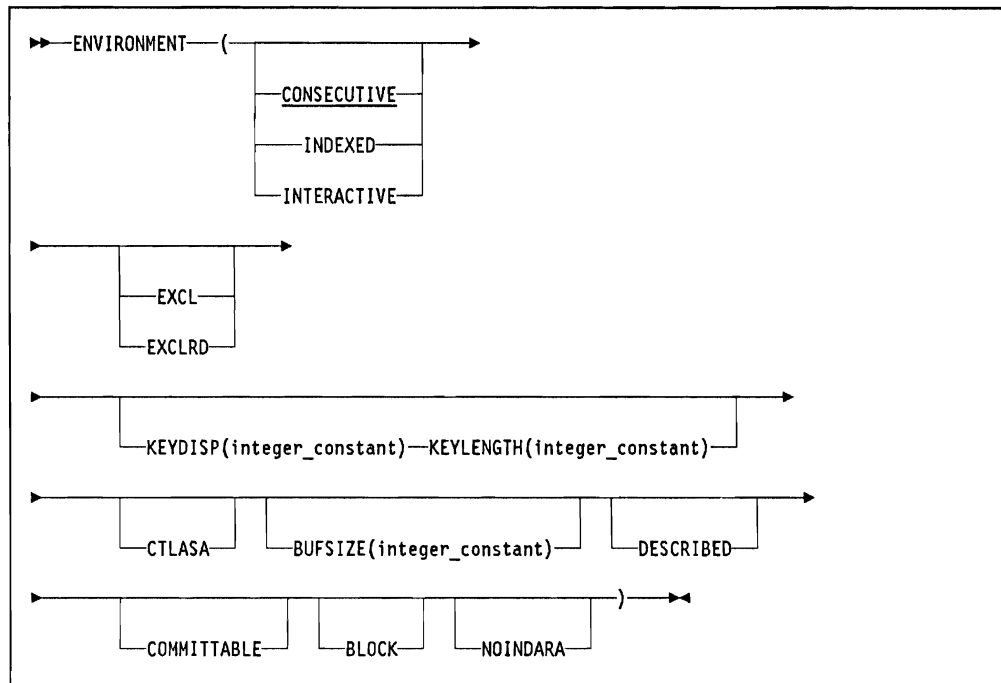 ENVIRONMENT (
CONSECUTIVE
INDEXED
INTERACTIVE
EXCL
EXCLRD
KEYDISP(integer_constant) KEYLENGTH(integer_constant)
CTLASA BUFSIZE(integer_constant) DESCRIBED
)
COMMITTABLE BLOCK NOINDARA